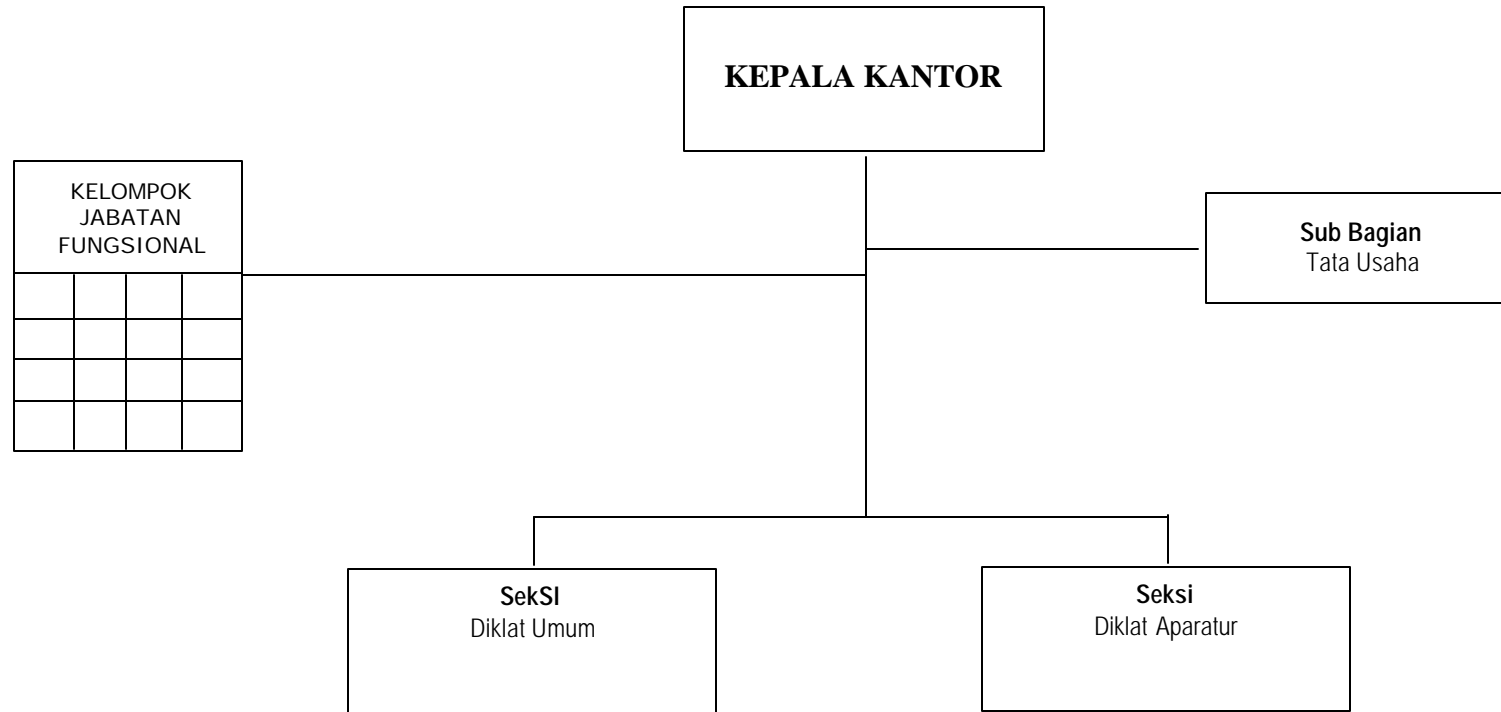 KEPALA KANTOR
KELOMPOK
JABATAN
FUNGSIONAL
Sub Bagian
Tata Usaha
SekSI
Diklat Umum
Seksi
Diklat Aparatur